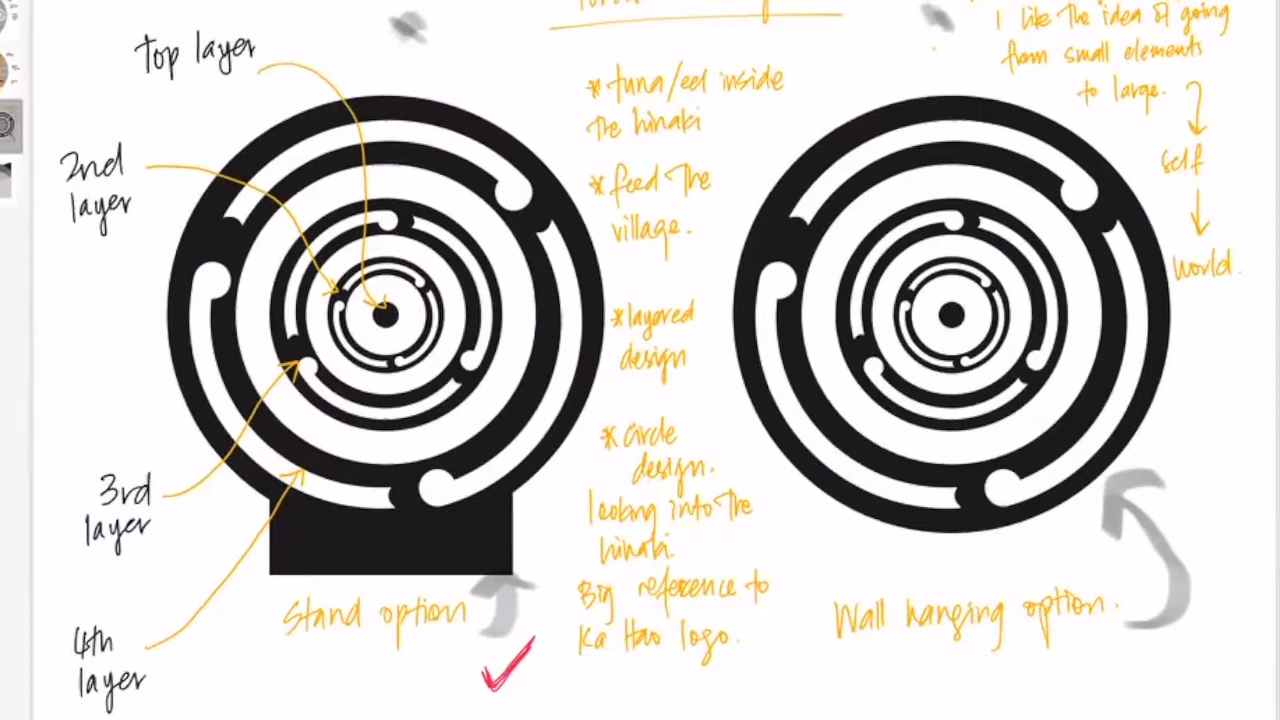 top layer
2nd
layer
3rd
layer
4th
layer
Stand option
* tuna/eel inside
the hinaki
* feed the
village.
* layered
design
* circle
design.
looking into the
hinaki.
Big reference to
Ka Hao logo.
I like the idea of going
from small elements
to large.
self
world.
Wall hanging option.